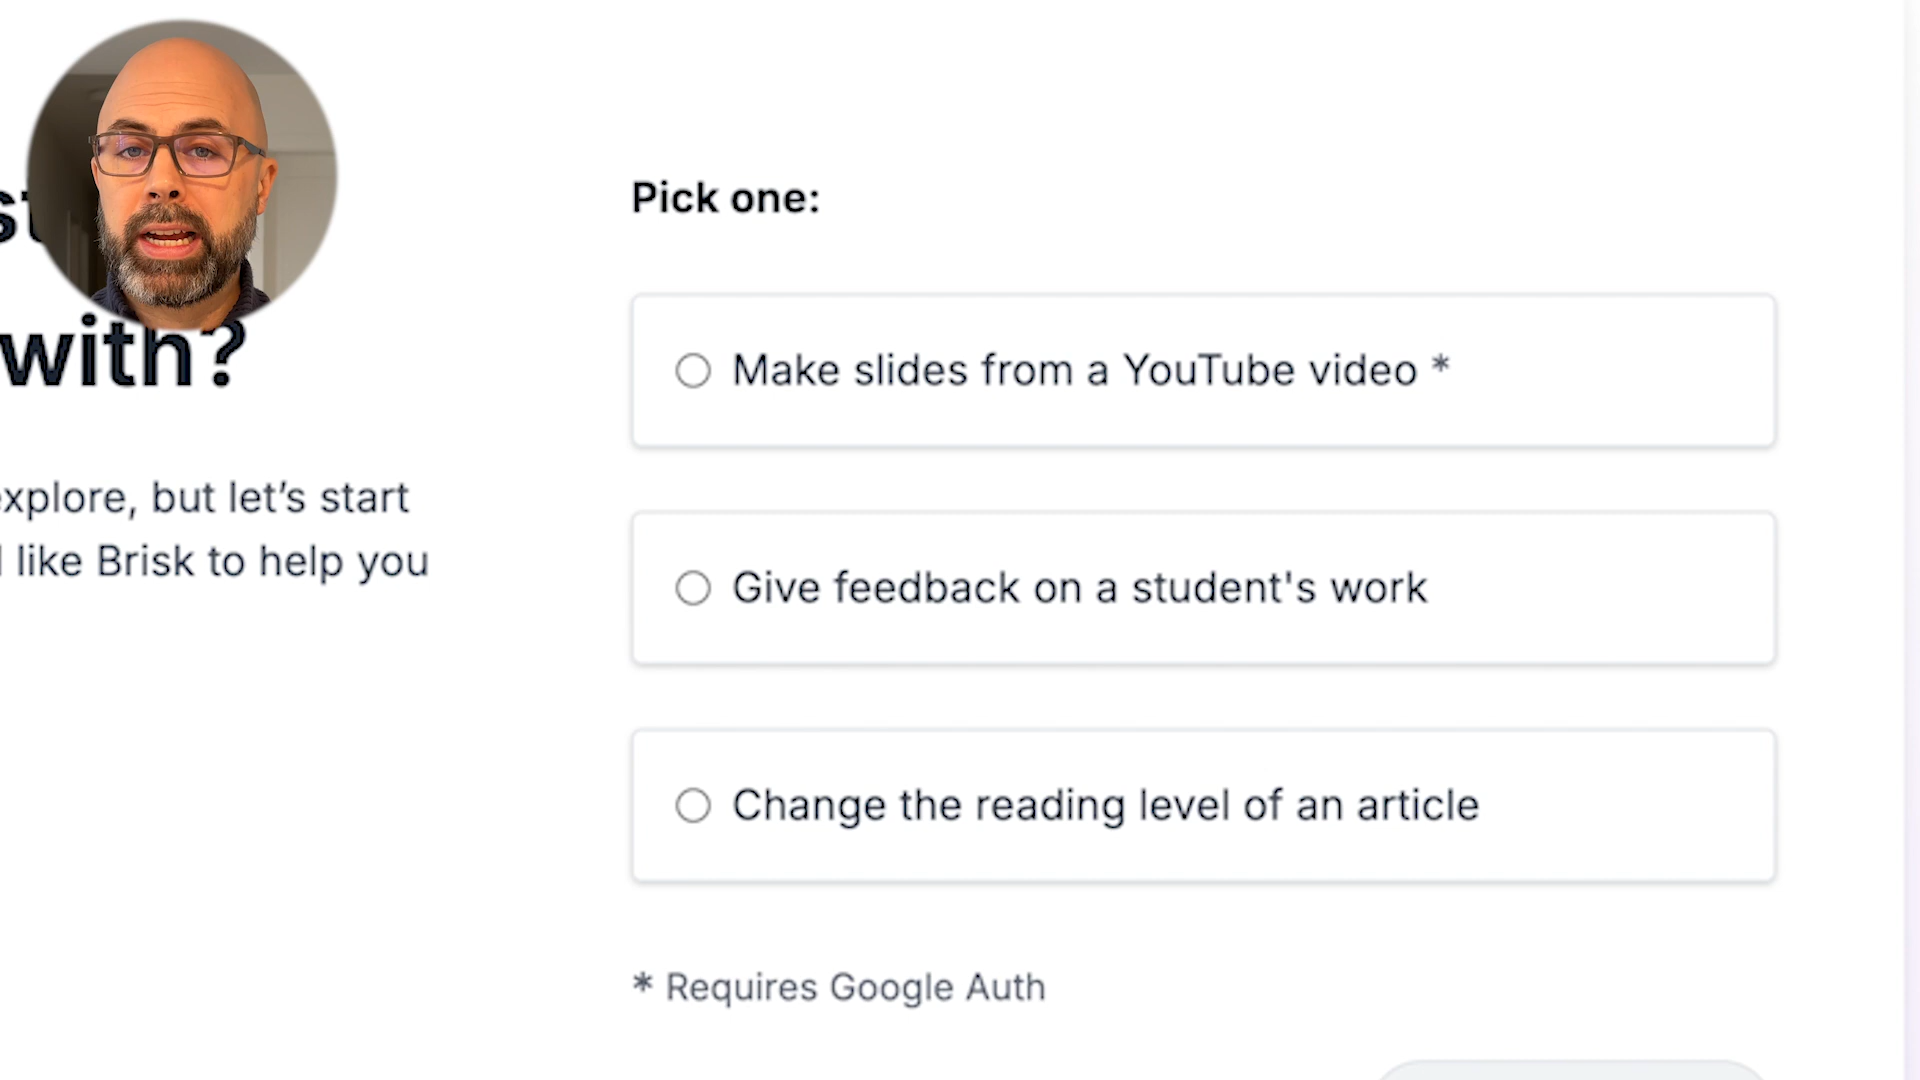 with?
explore, but let’s start
like Brisk to help you
Pick one:
Make slides from a YouTube video *
Give feedback on a student's work
Change the reading level of an article
* Requires Google Auth